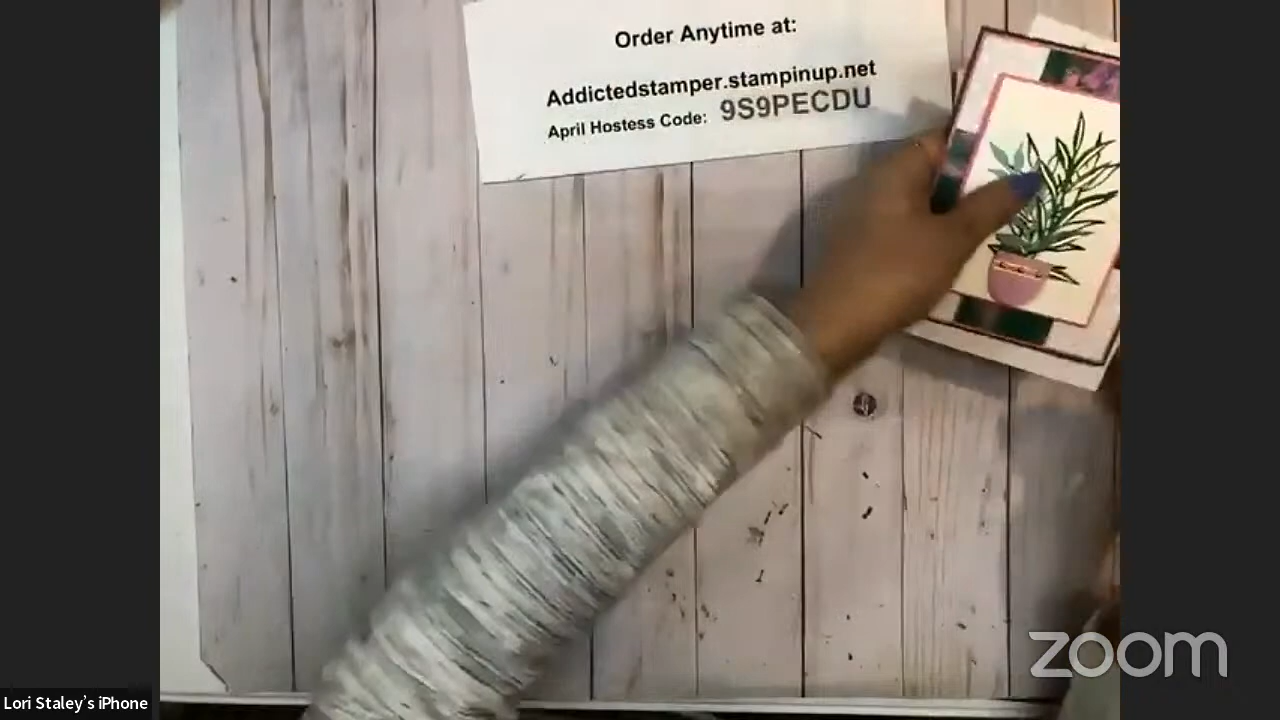 Order Anytime at:
Addictedstamper.stampinup.net
April Hostess Code: 9S9PECDU
zoom
Lori Staley's iPhone